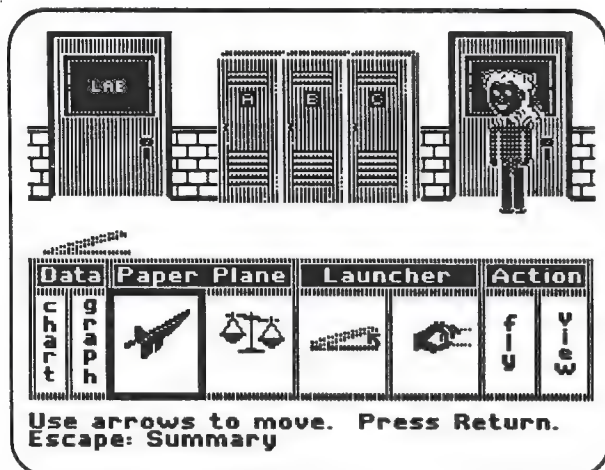 LAB
A B C
Data Paper Plane Launcher Action
chart graph fly view
Use arrows to move. Press Return.
Escape: Summary